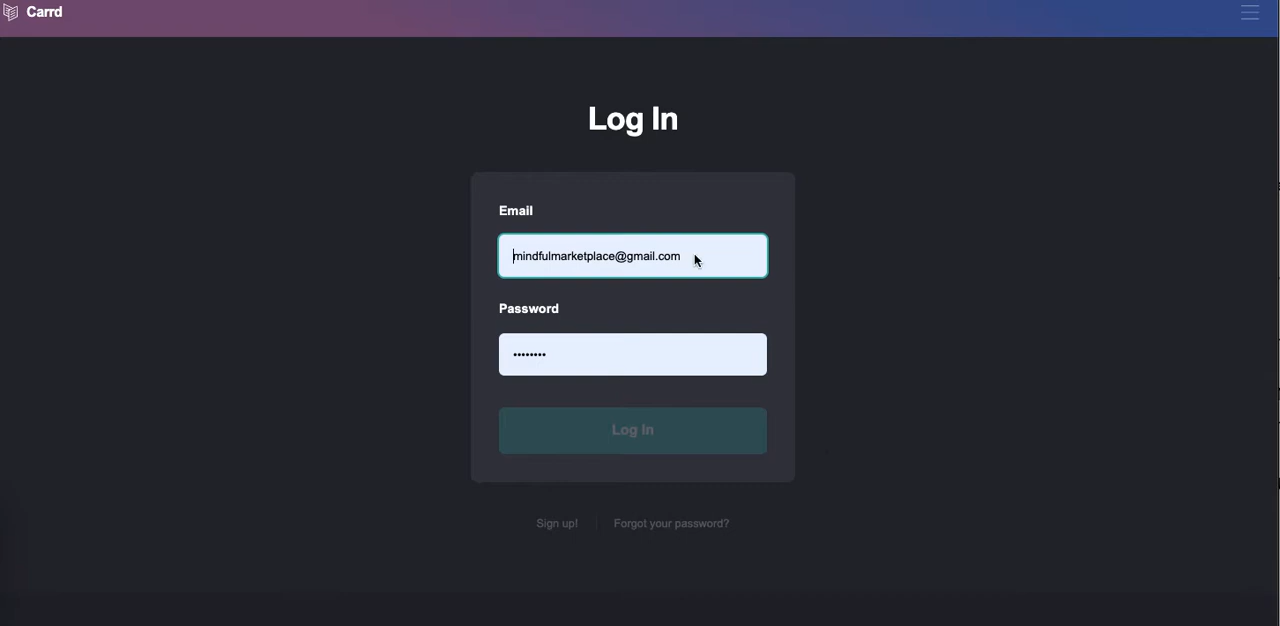 Carrd
Log In
Email
mindfulmarketplace@gmail.com
Password
••••••••
Log In
Sign up!
Forgot your password?